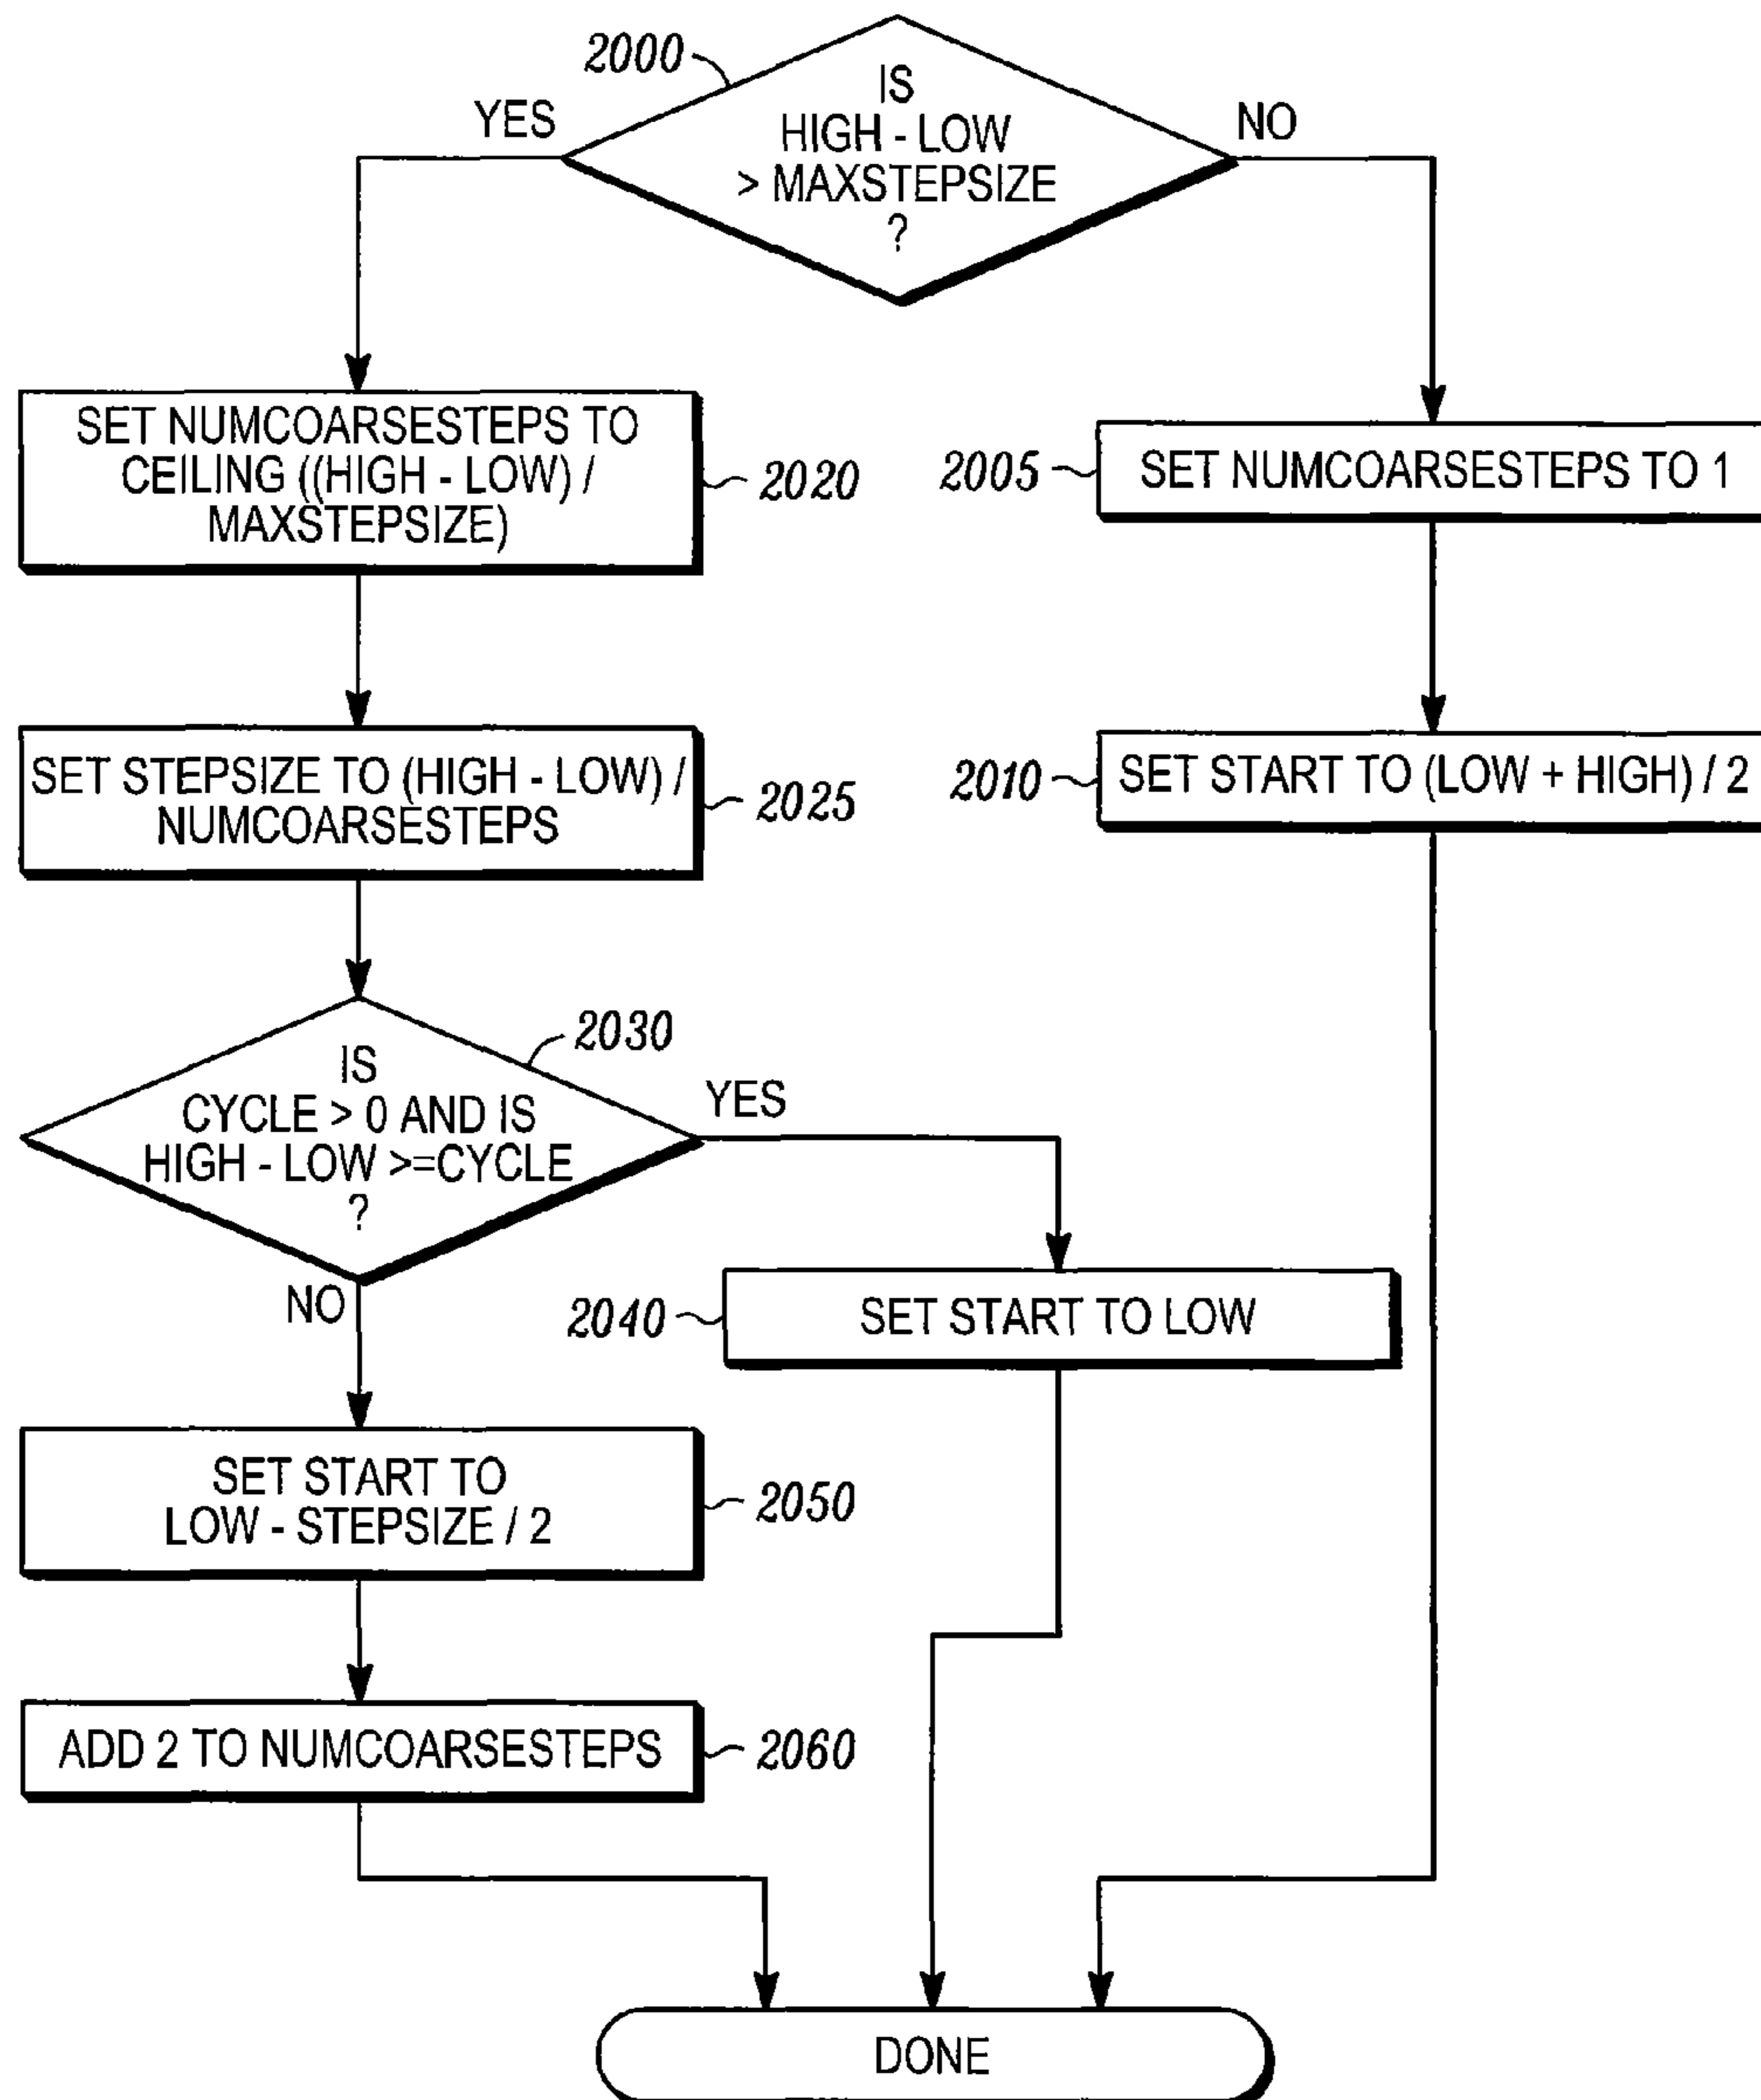 2000
IS
HIGH - LOW
> MAXSTEPSIZE
?
YES
NO
SET NUMCOARSESTEPS TO
CEILING ((HIGH - LOW) /
MAXSTEPSIZE)
2020
2005
SET NUMCOARSESTEPS TO 1
SET STEPSIZE TO (HIGH - LOW) /
NUMCOARSESTEPS
2025
2010
SET START TO (LOW + HIGH) / 2
2030
IS
CYCLE > 0 AND IS
HIGH - LOW >=CYCLE
?
YES
NO
2040
SET START TO LOW
SET START TO
LOW - STEPSIZE / 2
2050
ADD 2 TO NUMCOARSESTEPS
2060
DONE